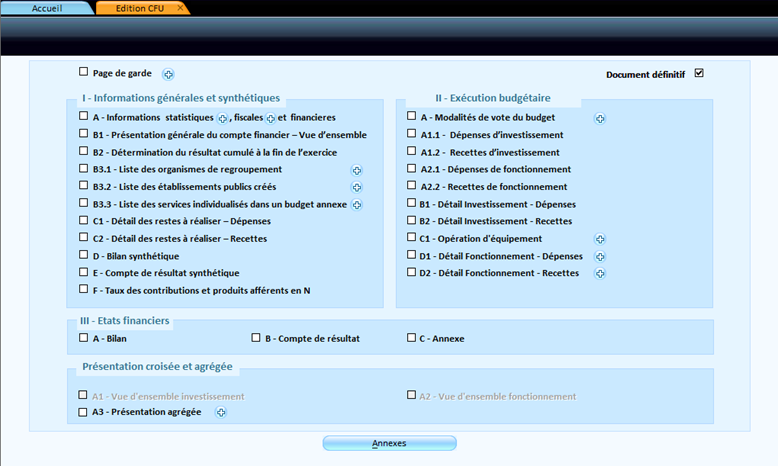 Accueil Edition CFU
Page de garde Document définitif
I - Informations générales et synthétiques
A - Informations statistiques , fiscales et financieres
B1 - Présentation générale du compte financier – Vue d'ensemble
B2 - Détermination du résultat cumulé à la fin de l'exercice
B3.1 - Liste des organismes de regroupement
B3.2 - Liste des établissements publics créés
B3.3 - Liste des services individualisés dans un budget annexe
C1 - Détail des restes à réaliser – Dépenses
C2 - Détail des restes à réaliser – Recettes
D - Bilan synthétique
E - Compte de résultat synthétique
F - Taux des contributions et produits afférents en N
II - Exécution budgétaire
A - Modalités de vote du budget
A1.1 - Dépenses d'investissement
A1.2 - Recettes d'investissement
A2.1 - Dépenses de fonctionnement
A2.2 - Recettes de fonctionnement
B1 - Détail Investissement - Dépenses
B2 - Détail Investissement - Recettes
C1 - Opération d'équipement
D1 - Détail Fonctionnement - Dépenses
D2 - Détail Fonctionnement - Recettes
III - Etats financiers
A - Bilan B - Compte de résultat C - Annexe
Présentation croisée et agrégée
A1 - Vue d'ensemble investissement A2 - Vue d'ensemble fonctionnement
A3 - Présentation agrégée
Annexes